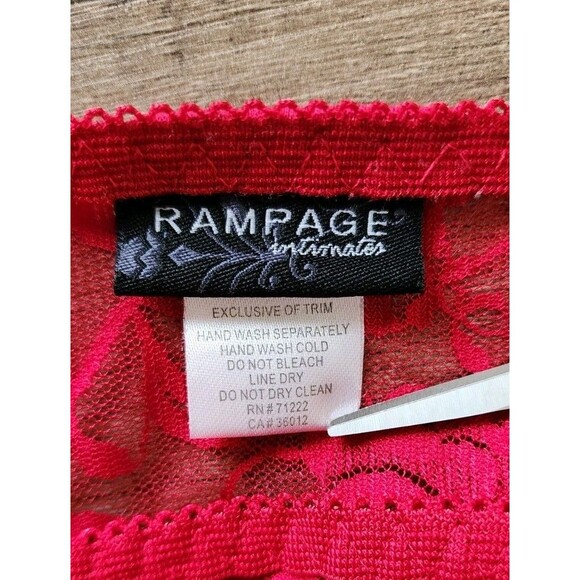 RAMPAGE
intimates
EXCLUSIVE OF TRIM
HAND WASH SEPARATELY
HAND WASH COLD
DO NOT BLEACH
LINE DRY
DO NOT DRY CLEAN
RN # 71222
CA # 36012